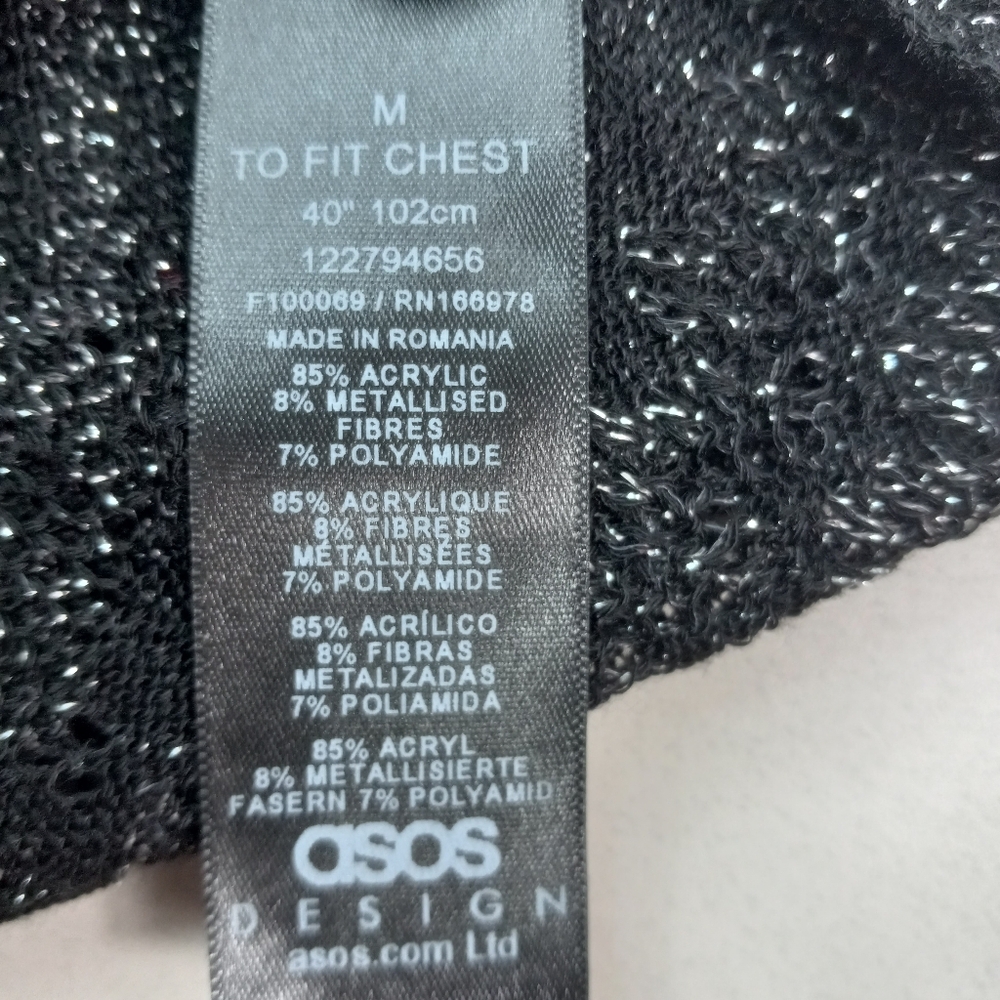 M
TO FIT CHEST
40" 102cm
122794656
F100069 / RN166978
MADE IN ROMANIA
85% ACRYLIC
8% METALLISED
FIBRES
7% POLYAMIDE
85% ACRYLIQUE
8% FIBRES
MÉTALLISÉES
7% POLYAMIDE
85% ACRÍLICO
8% FIBRAS
METALIZADAS
7% POLIAMIDA
85% ACRYL
8% METALLISIERTE
FASERN 7% POLYAMID
asos
DESIGN
asos.com Ltd